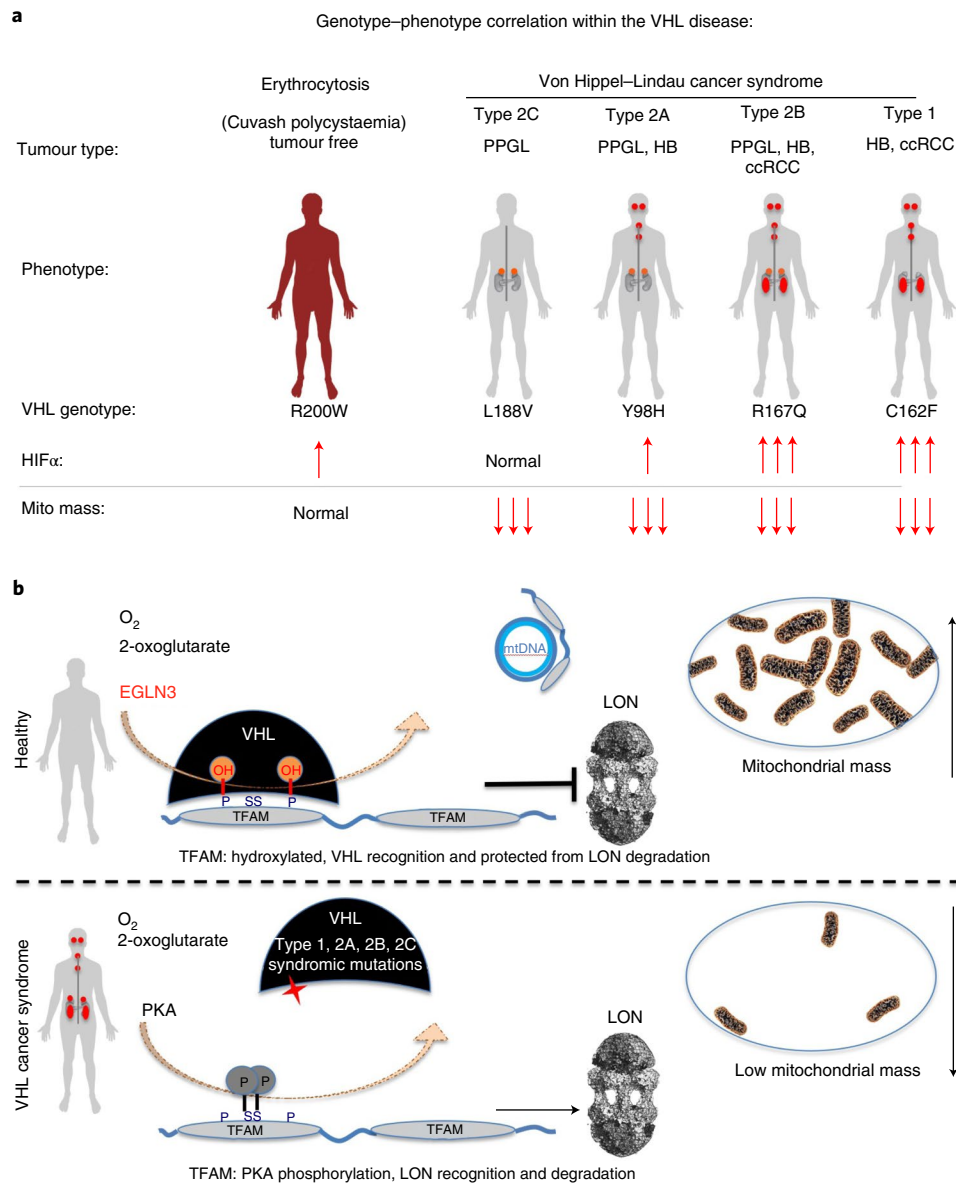 a
Genotype–phenotype correlation within the VHL disease:
Erythrocytosis
Von Hippel–Lindau cancer syndrome
(Cuvash polycystaemia)
tumour free
Type 2C
Type 2A
Type 2B
Type 1
Tumour type:
PPGL
PPGL, HB
PPGL, HB,
ccRCC
HB, ccRCC
Phenotype:
VHL genotype:
R200W
L188V
Y98H
R167Q
C162F
HIFα:
Normal
Mito mass:
Normal
b
Healthy
O2
2-oxoglutarate
EGLN3
VHL
OH
OH
P SS P
TFAM
TFAM
mtDNA
LON
Mitochondrial mass
TFAM: hydroxylated, VHL recognition and protected from LON degradation
VHL cancer syndrome
O2
2-oxoglutarate
VHL
Type 1, 2A, 2B, 2C
syndromic mutations
PKA
P P
P SS P
TFAM
TFAM
LON
Low mitochondrial mass
TFAM: PKA phosphorylation, LON recognition and degradation